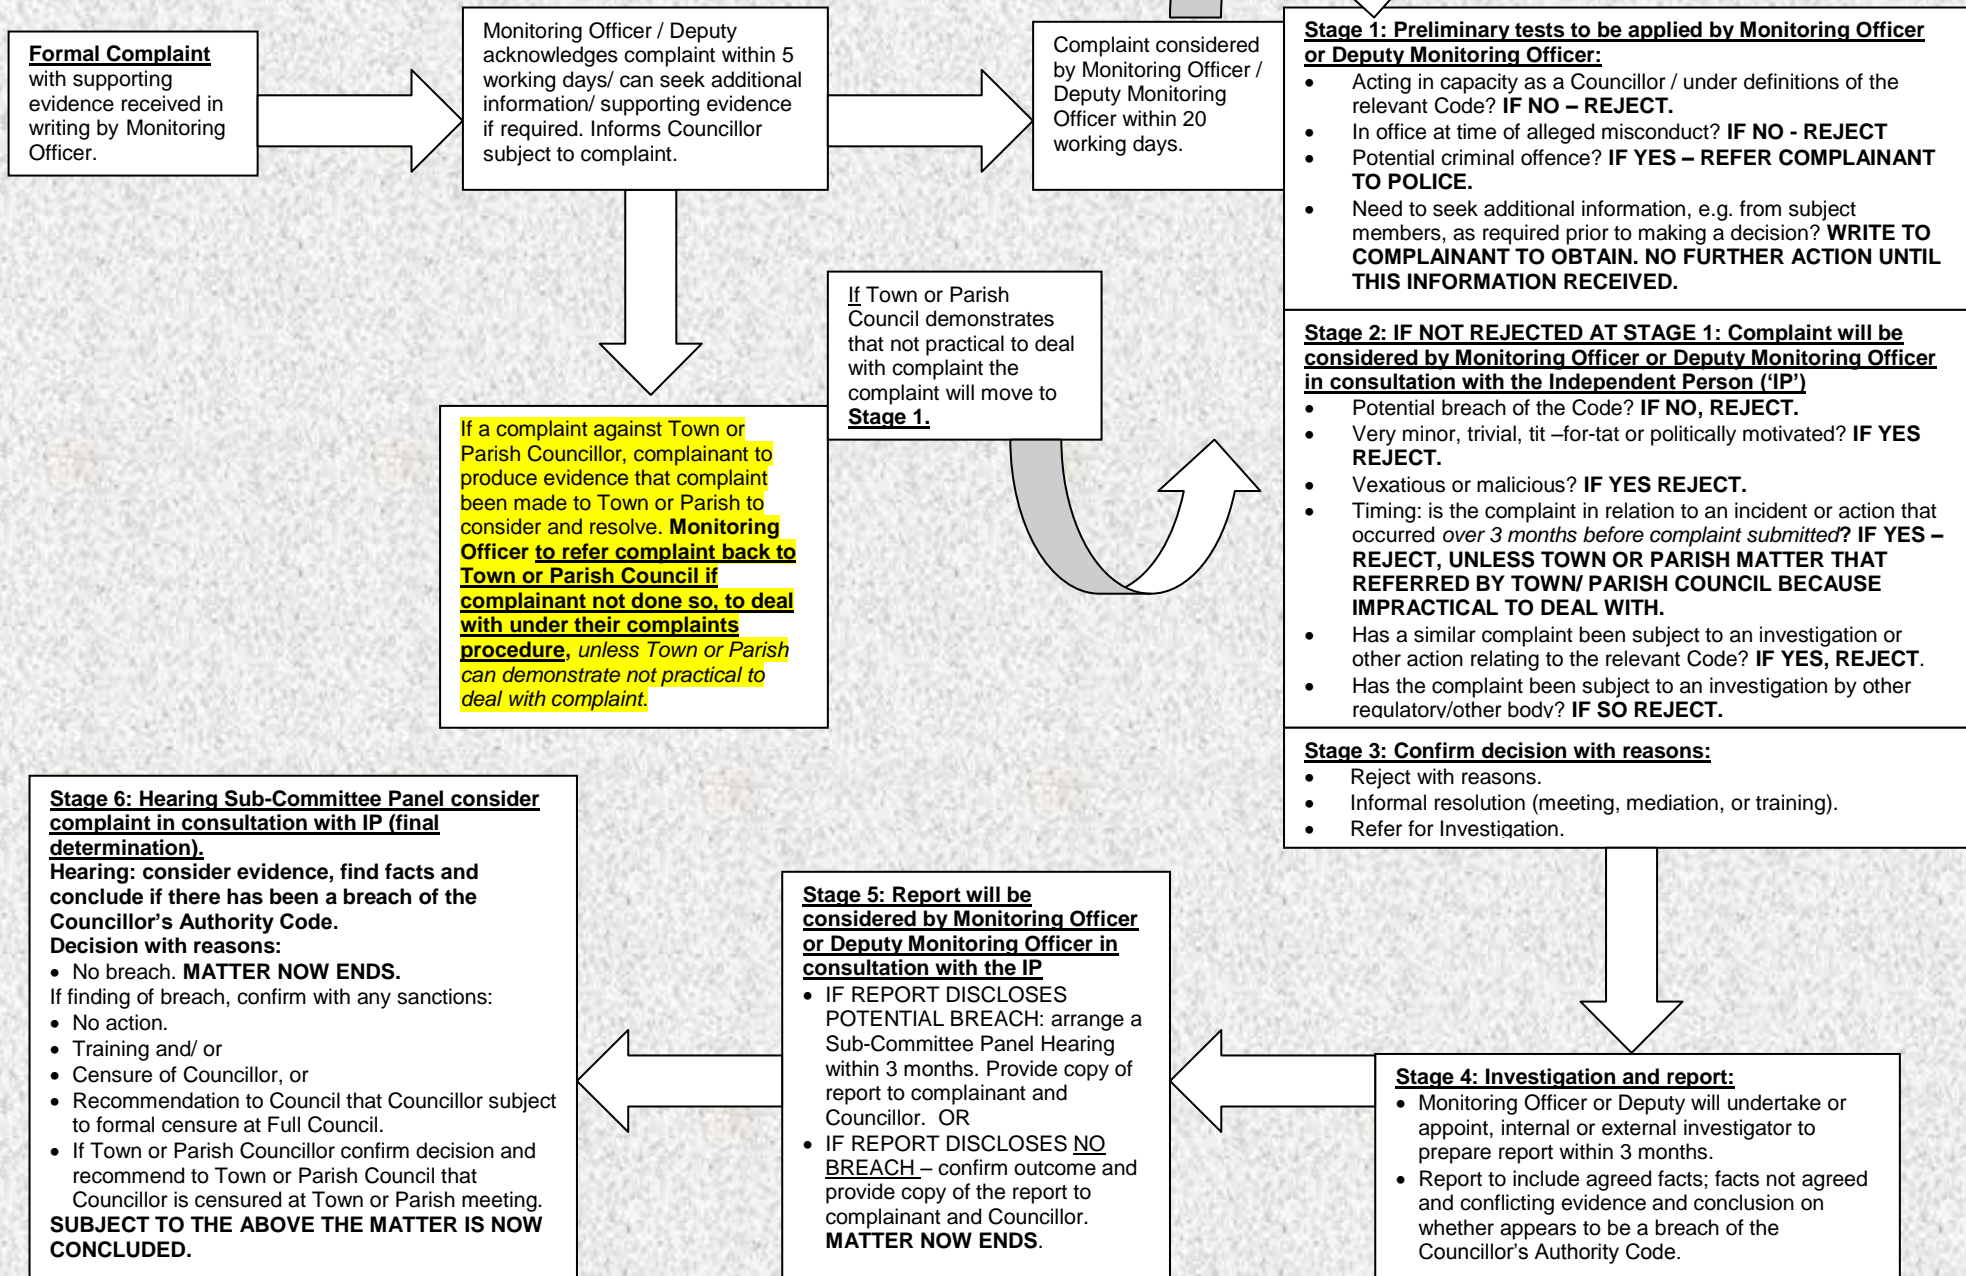 Formal Complaint
with supporting
evidence received in
writing by Monitoring
Officer.
Monitoring Officer / Deputy
acknowledges complaint within 5
working days/ can seek additional
information/ supporting evidence
if required. Informs Councillor
subject to complaint.
Complaint considered
by Monitoring Officer /
Deputy Monitoring
Officer within 20
working days.
Stage 1: Preliminary tests to be applied by Monitoring Officer
or Deputy Monitoring Officer:
• Acting in capacity as a Councillor / under definitions of the
relevant Code? IF NO – REJECT.
• In office at time of alleged misconduct? IF NO - REJECT
• Potential criminal offence? IF YES – REFER COMPLAINANT
TO POLICE.
• Need to seek additional information, e.g. from subject
members, as required prior to making a decision? WRITE TO
COMPLAINANT TO OBTAIN. NO FURTHER ACTION UNTIL
THIS INFORMATION RECEIVED.
If Town or Parish
Council demonstrates
that not practical to deal
with complaint the
complaint will move to
Stage 1.
If a complaint against Town or
Parish Councillor, complainant to
produce evidence that complaint
been made to Town or Parish to
consider and resolve. Monitoring
Officer to refer complaint back to
Town or Parish Council if
complainant not done so, to deal
with under their complaints
procedure, unless Town or Parish
can demonstrate not practical to
deal with complaint.
Stage 2: IF NOT REJECTED AT STAGE 1: Complaint will be
considered by Monitoring Officer or Deputy Monitoring Officer
in consultation with the Independent Person (‘IP’)
• Potential breach of the Code? IF NO, REJECT.
• Very minor, trivial, tit –for-tat or politically motivated? IF YES
REJECT.
• Vexatious or malicious? IF YES REJECT.
• Timing: is the complaint in relation to an incident or action that
occurred over 3 months before complaint submitted? IF YES –
REJECT, UNLESS TOWN OR PARISH MATTER THAT
REFERRED BY TOWN/ PARISH COUNCIL BECAUSE
IMPRACTICAL TO DEAL WITH.
• Has a similar complaint been subject to an investigation or
other action relating to the relevant Code? IF YES, REJECT.
• Has the complaint been subject to an investigation by other
regulatory/other body? IF SO REJECT.
Stage 3: Confirm decision with reasons:
• Reject with reasons.
• Informal resolution (meeting, mediation, or training).
• Refer for Investigation.
Stage 4: Investigation and report:
• Monitoring Officer or Deputy will undertake or
appoint, internal or external investigator to
prepare report within 3 months.
• Report to include agreed facts; facts not agreed
and conflicting evidence and conclusion on
whether appears to be a breach of the
Councillor’s Authority Code.
Stage 5: Report will be
considered by Monitoring Officer
or Deputy Monitoring Officer in
consultation with the IP
• IF REPORT DISCLOSES
POTENTIAL BREACH: arrange a
Sub-Committee Panel Hearing
within 3 months. Provide copy of
report to complainant and
Councillor. OR
• IF REPORT DISCLOSES NO
BREACH – confirm outcome and
provide copy of the report to
complainant and Councillor.
MATTER NOW ENDS.
Stage 6: Hearing Sub-Committee Panel consider
complaint in consultation with IP (final
determination).
Hearing: consider evidence, find facts and
conclude if there has been a breach of the
Councillor’s Authority Code.
Decision with reasons:
• No breach. MATTER NOW ENDS.
If finding of breach, confirm with any sanctions:
• No action.
• Training and/ or
• Censure of Councillor, or
• Recommendation to Council that Councillor subject
to formal censure at Full Council.
• If Town or Parish Councillor confirm decision and
recommend to Town or Parish Council that
Councillor is censured at Town or Parish meeting.
SUBJECT TO THE ABOVE THE MATTER IS NOW
CONCLUDED.